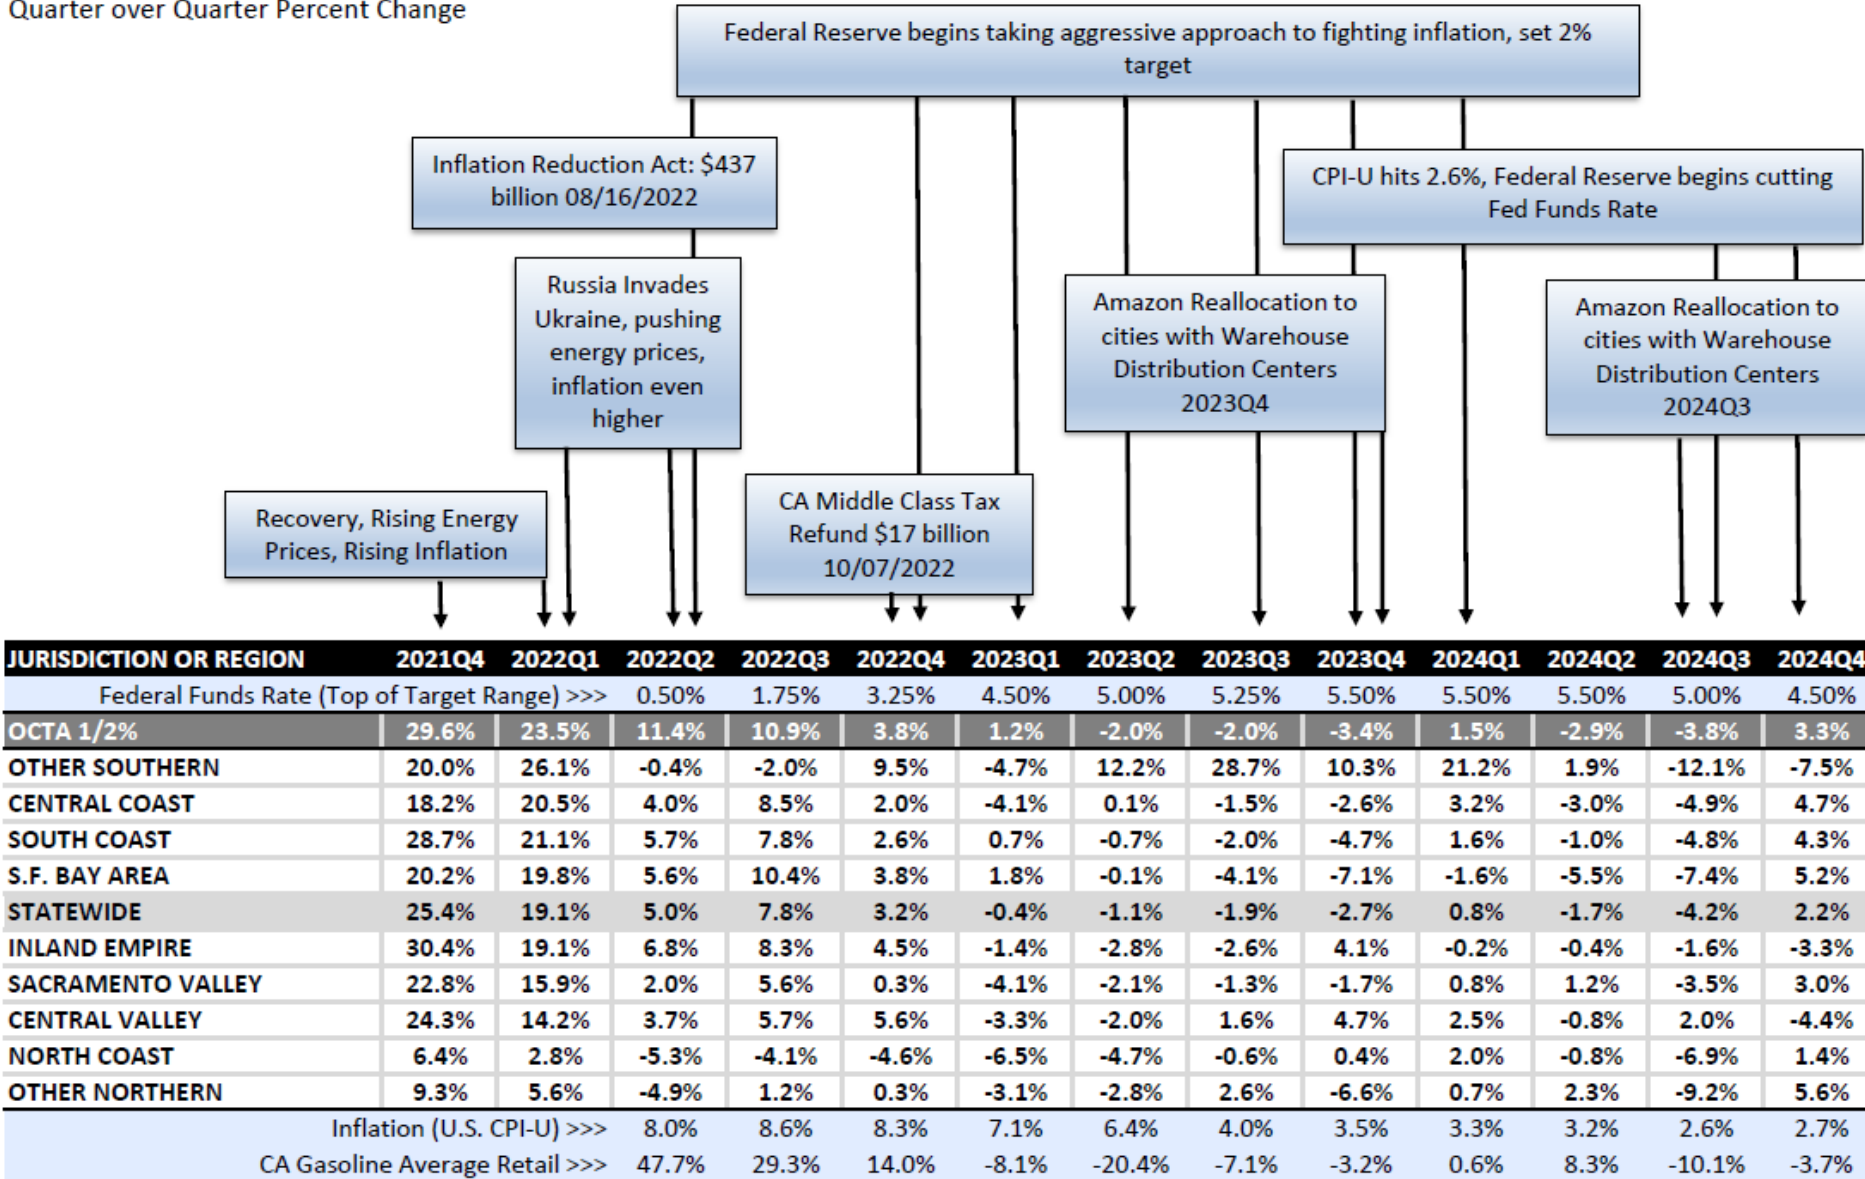 Quarter over Quarter Percent Change
Federal Reserve begins taking aggressive approach to fighting inflation, set 2%
target
Inflation Reduction Act: $437
billion 08/16/2022
CPI-U hits 2.6%, Federal Reserve begins cutting
Fed Funds Rate
Russia Invades
Ukraine, pushing
energy prices,
inflation even
higher
Amazon Reallocation to
cities with Warehouse
Distribution Centers
2023Q4
Amazon Reallocation to
cities with Warehouse
Distribution Centers
2024Q3
Recovery, Rising Energy
Prices, Rising Inflation
CA Middle Class Tax
Refund $17 billion
10/07/2022
JURISDICTION OR REGION 2021Q4 2022Q1 2022Q2 2022Q3 2022Q4 2023Q1 2023Q2 2023Q3 2023Q4 2024Q1 2024Q2 2024Q3 2024Q4
Federal Funds Rate (Top of Target Range) >>> 0.50% 1.75% 3.25% 4.50% 5.00% 5.25% 5.50% 5.50% 5.50% 5.00% 4.50%
OCTA 1/2% 29.6% 23.5% 11.4% 10.9% 3.8% 1.2% -2.0% -2.0% -3.4% 1.5% -2.9% -3.8% 3.3%
OTHER SOUTHERN 20.0% 26.1% -0.4% -2.0% 9.5% -4.7% 12.2% 28.7% 10.3% 21.2% 1.9% -12.1% -7.5%
CENTRAL COAST 18.2% 20.5% 4.0% 8.5% 2.0% -4.1% 0.1% -1.5% -2.6% 3.2% -3.0% -4.9% 4.7%
SOUTH COAST 28.7% 21.1% 5.7% 7.8% 2.6% 0.7% -0.7% -2.0% -4.7% 1.6% -1.0% -4.8% 4.3%
S.F. BAY AREA 20.2% 19.8% 5.6% 10.4% 3.8% 1.8% -0.1% -4.1% -7.1% -1.6% -5.5% -7.4% 5.2%
STATEWIDE 25.4% 19.1% 5.0% 7.8% 3.2% -0.4% -1.1% -1.9% -2.7% 0.8% -1.7% -4.2% 2.2%
INLAND EMPIRE 30.4% 19.1% 6.8% 8.3% 4.5% -1.4% -2.8% -2.6% 4.1% -0.2% -0.4% -1.6% -3.3%
SACRAMENTO VALLEY 22.8% 15.9% 2.0% 5.6% 0.3% -4.1% -2.1% -1.3% -1.7% 0.8% 1.2% -3.5% 3.0%
CENTRAL VALLEY 24.3% 14.2% 3.7% 5.7% 5.6% -3.3% -2.0% 1.6% 4.7% 2.5% -0.8% 2.0% -4.4%
NORTH COAST 6.4% 2.8% -5.3% -4.1% -4.6% -6.5% -4.7% -0.6% 0.4% 2.0% -0.8% -6.9% 1.4%
OTHER NORTHERN 9.3% 5.6% -4.9% 1.2% 0.3% -3.1% -2.8% 2.6% -6.6% 0.7% 2.3% -9.2% 5.6%
Inflation (U.S. CPI-U) >>> 8.0% 8.6% 8.3% 7.1% 6.4% 4.0% 3.5% 3.3% 3.2% 2.6% 2.7%
CA Gasoline Average Retail >>> 47.7% 29.3% 14.0% -8.1% -20.4% -7.1% -3.2% 0.6% 8.3% -10.1% -3.7%